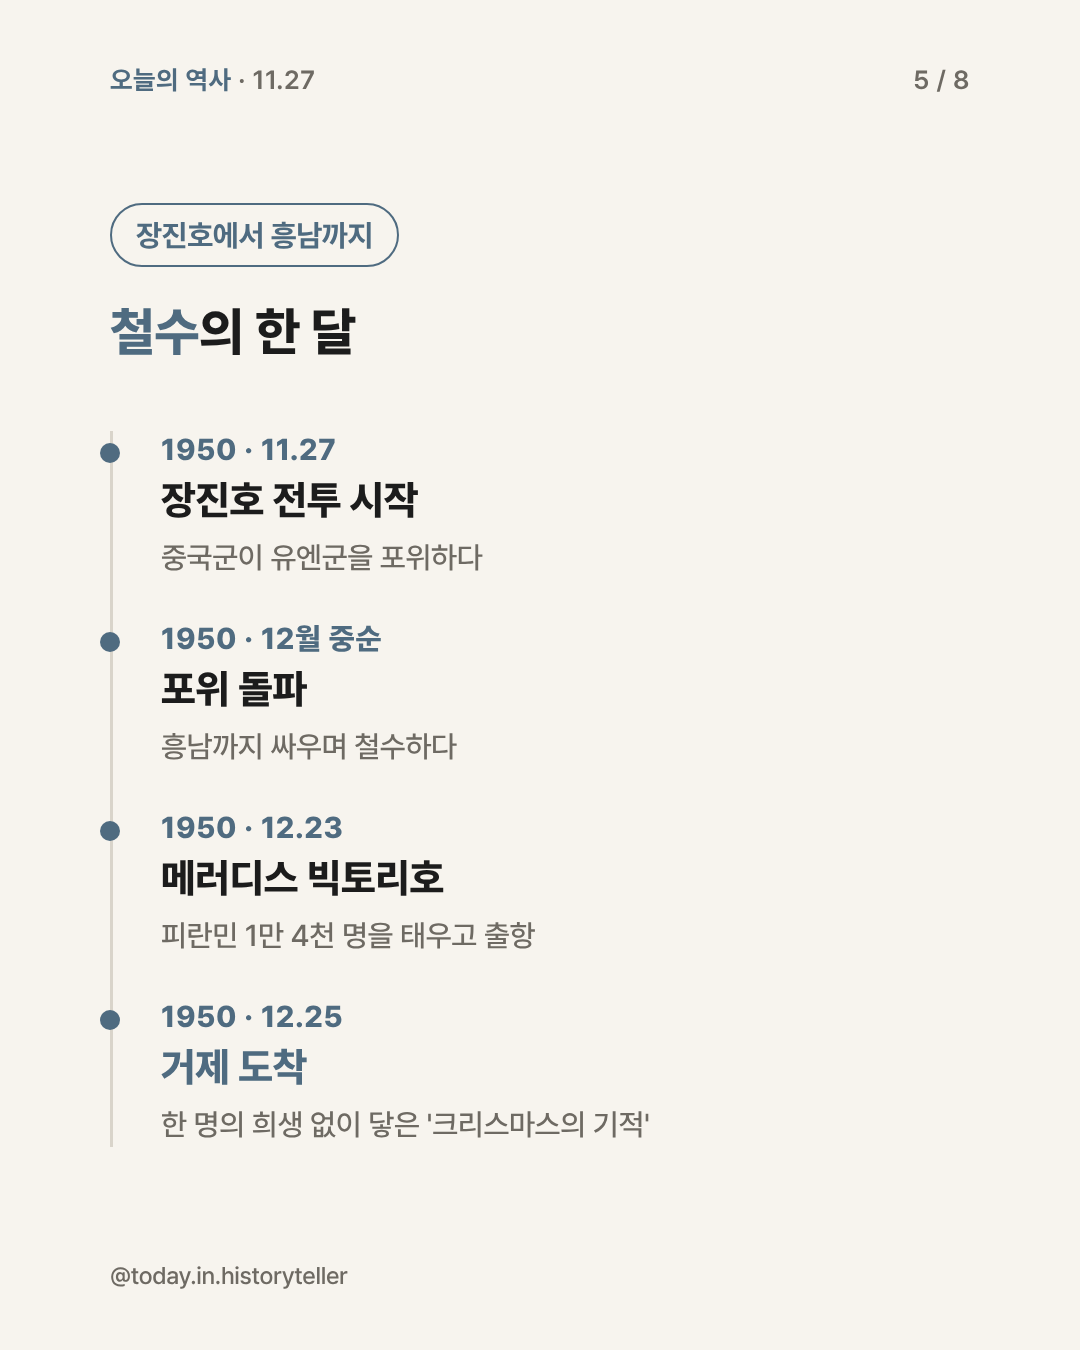 오늘의 역사 · 11.27
5 / 8
장진호에서 흥남까지
철수의 한 달
1950 · 11.27
장진호 전투 시작
중국군이 유엔군을 포위하다
1950 · 12월 중순
포위 돌파
흥남까지 싸우며 철수하다
1950 · 12.23
메러디스 빅토리호
피란민 1만 4천 명을 태우고 출항
1950 · 12.25
거제 도착
한 명의 희생 없이 닿은 '크리스마스의 기적'
@today.in.historyteller